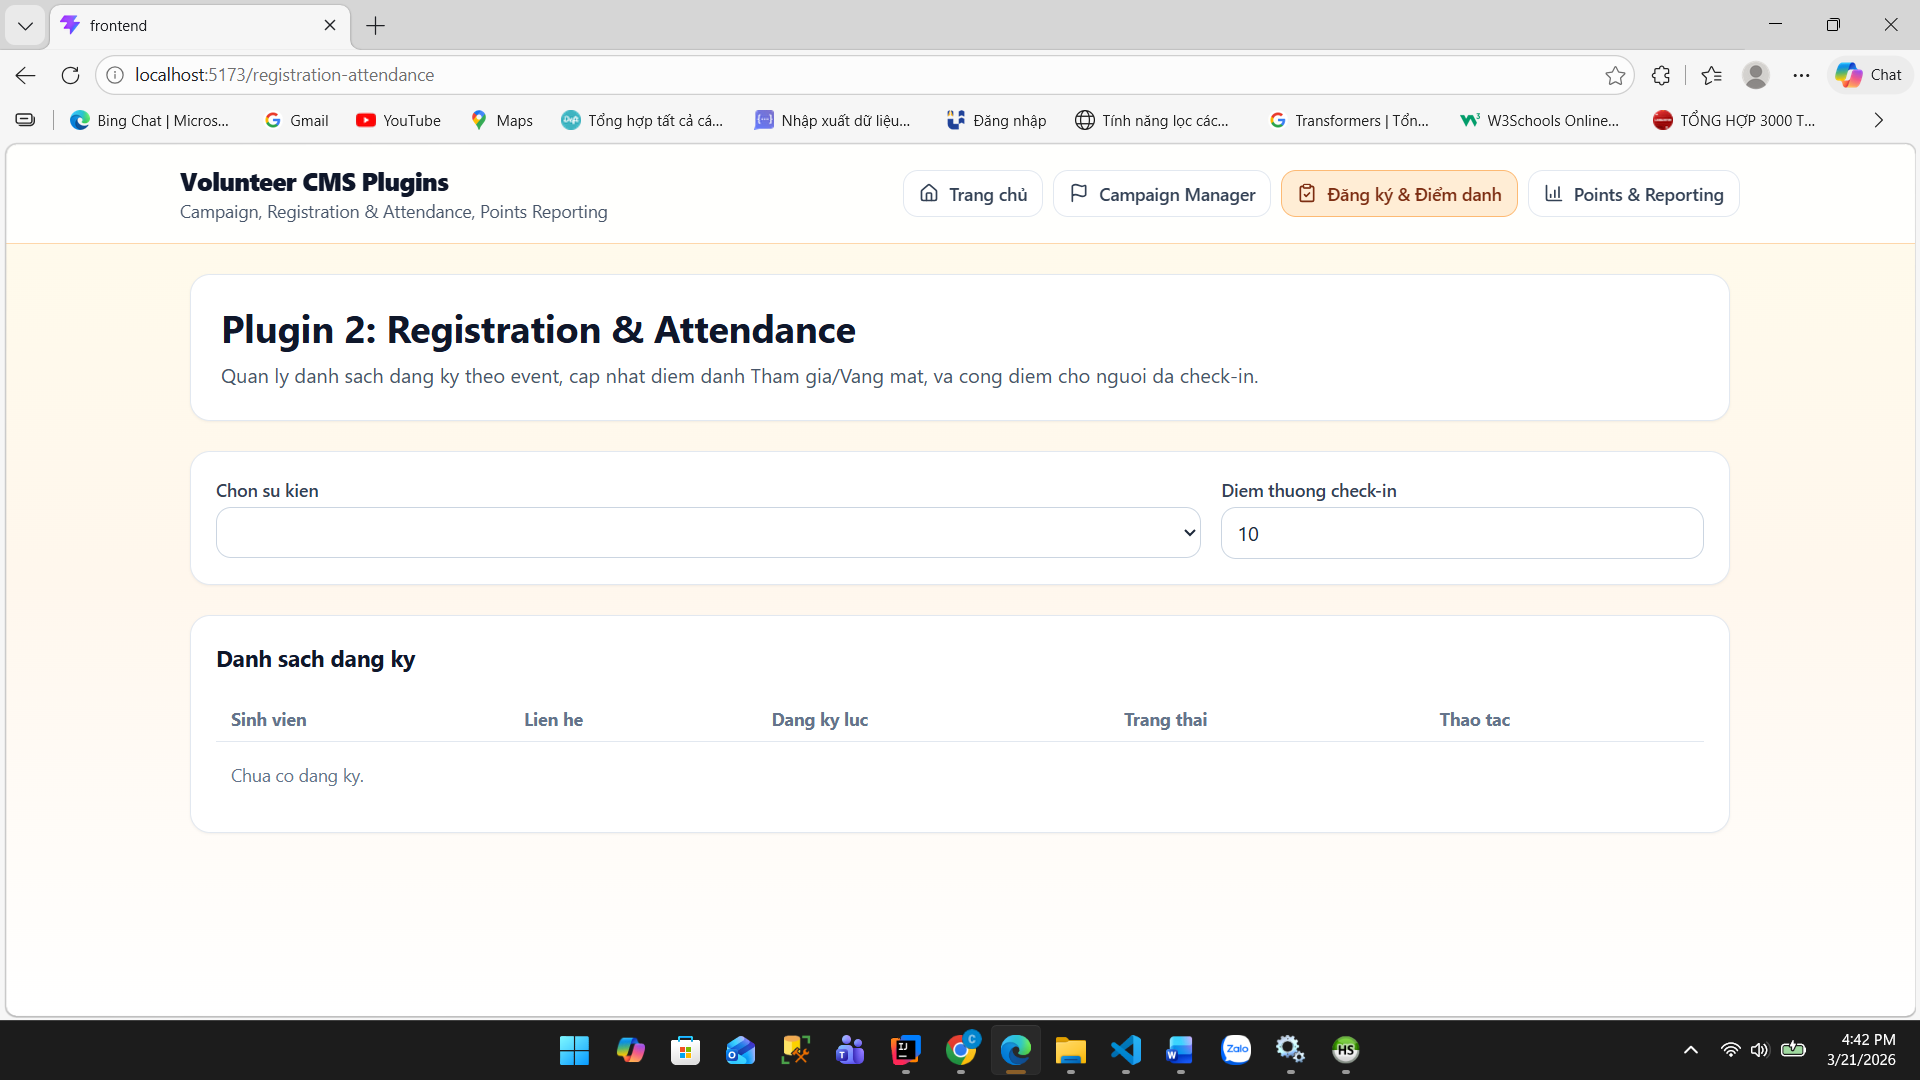 frontend
localhost:5173/registration-attendance
Chat
Bing Chat | Micros...
Gmail
YouTube
Maps
Tổng hợp tất cả cá...
Nhập xuất dữ liệu...
Đăng nhập
Tính năng lọc các...
Transformers | Tổn...
W3Schools Online...
TỔNG HỢP 3000 T...
Volunteer CMS Plugins
Campaign, Registration & Attendance, Points Reporting
Trang chủ
Campaign Manager
Đăng ký & Điểm danh
Points & Reporting
Plugin 2: Registration & Attendance
Quan ly danh sach dang ky theo event, cap nhat diem danh Tham gia/Vang mat, va cong diem cho nguoi da check-in.
Chon su kien
Diem thuong check-in
10
Danh sach dang ky
Sinh vien Lien he Dang ky luc Trang thai Thao tac
Chua co dang ky.
4:42 PM
3/21/2026